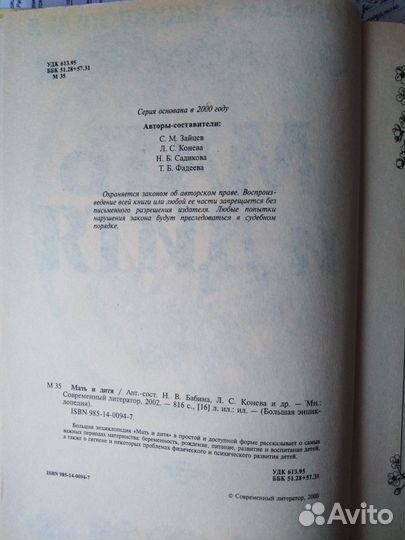 УДК 613.95
ББК 51.28+57.31
М 35
Серия основана в 2000 году
Авторы-составители:
С. М. Зайцев
Л. С. Конева
Н. Б. Садикова
Т. Б. Фадеева
Охраняется законом об авторском праве. Воспроиз-
ведение всей книги или любой ее части запрещается без
письменного разрешения издателя. Любые попытки
нарушения закона будут преследоваться в судебном
порядке.
М 35 Мать и дитя / Авт.-сост. Н. В. Бабина, Л. С. Конева и др. — Мн.:
Современный литератор, 2002. — 816 с., [16] л. ил.: ил. — (Большая энцик-
лопедия).
ISBN 985-14-0094-7.
Большая энциклопедия «Мать и дитя» в простой и доступной форме рассказывает о самых
важных периодах материнства: беременность, рождение, питание, развитие и воспитание детей,
а также о гигиене и некоторых проблемах физического и психического развития детей.
УДК 613.95
ББК 51.28+57.31
ISBN 985-14-0094-7
© Современный литератор, 2000
Avito